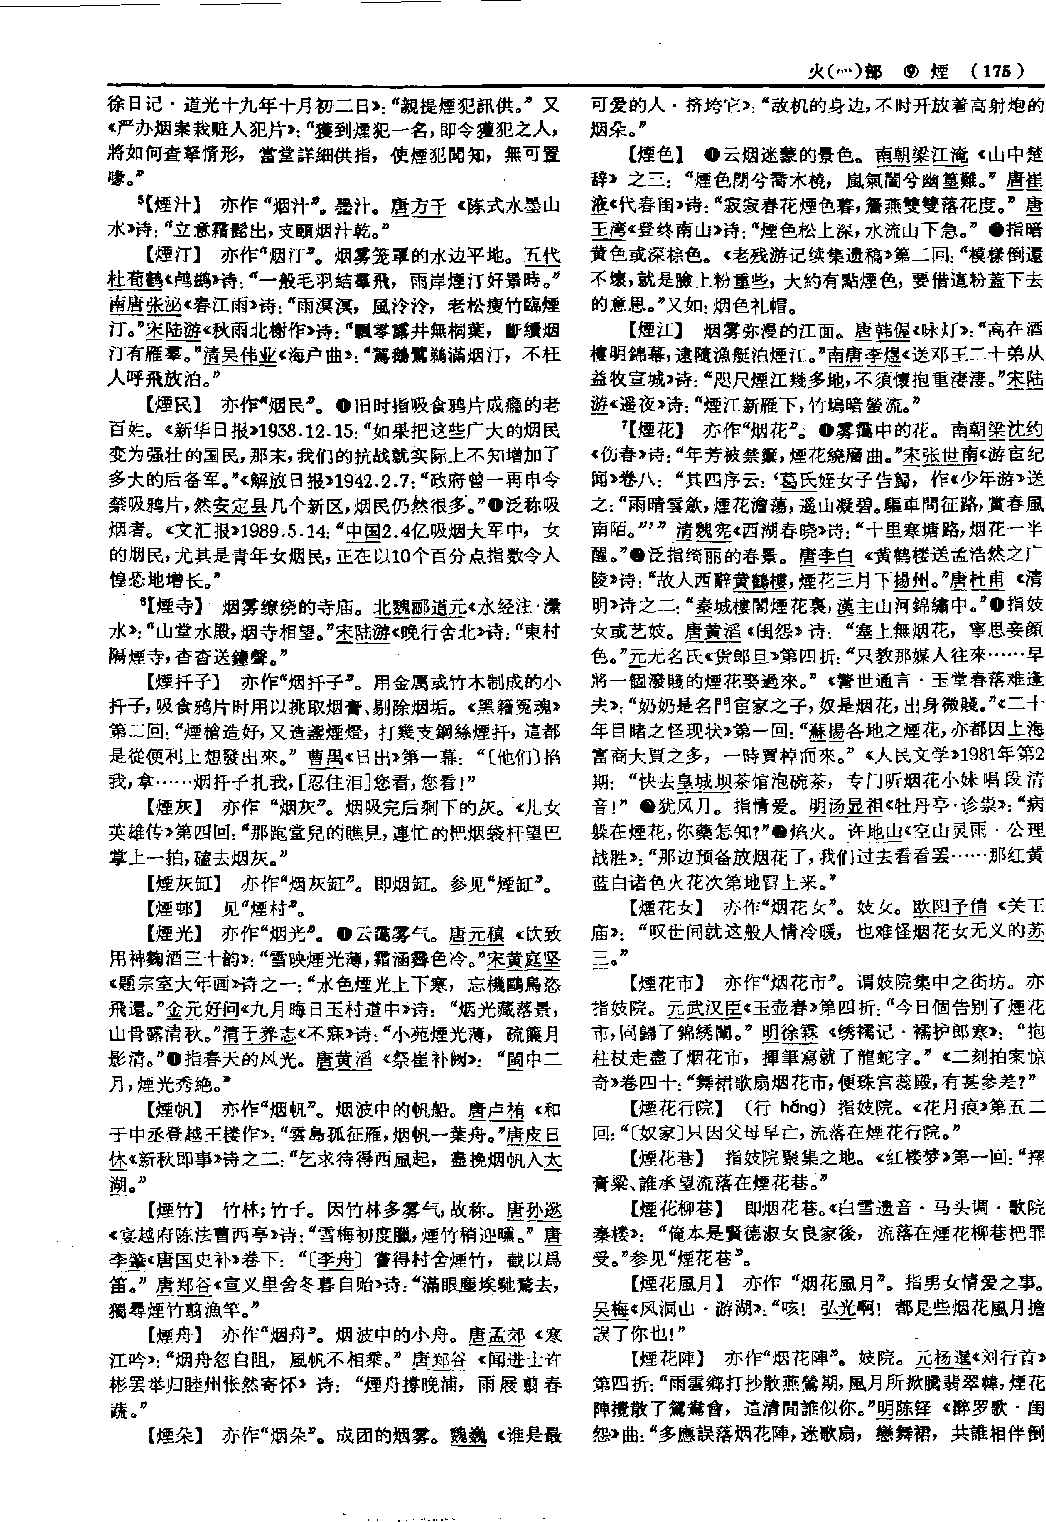 火(灬)部 ⑨ 煙 (175)
徐日记·道光十九年十月初二日》:“親提煙犯訊供。”又
《严办烟案栽赃人犯片》:“獲到煙犯一名,即令獲犯之人,
將如何查拏情形,當堂詳細供指,使煙犯聞知,無可置
喙。”
5【煙汁】 亦作“烟汁”。墨汁。唐方干《陈式水墨山
水》诗:“立意霜髭出,支頤烟汁乾。”
【煙汀】 亦作“烟汀”。烟雾笼罩的水边平地。五代
杜荀鹤《鸬鹚》诗:“一般毛羽結羣飛,雨岸煙汀好景時。”
南唐张泌《春江雨》诗:“雨溟溟,風泠泠,老松瘦竹臨煙
汀。”宋陆游《秋雨北榭作》诗:“飄零露井無桐葉,斷續烟
汀有雁羣。”清吴伟业《海户曲》:“駕鵝鸑鷁滿烟汀,不枉
人呼飛放泊。”
【煙民】 亦作“烟民”。❶旧时指吸食鸦片成瘾的老
百姓。《新华日报》1938.12.15:“如果把这些广大的烟民
变为强壮的国民,那末,我们的抗战就实际上不知增加了
多大的后备军。”《解放日报》1942.2.7:“政府曾一再申令
禁吸鸦片,然安定县几个新区,烟民仍然很多。”❷泛称吸
烟者。《文汇报》1989.5.14:“中国2.4亿吸烟大军中,女
的烟民,尤其是青年女烟民,正在以10个百分点指数令人
惶恐地增长。”
6【煙寺】 烟雾缭绕的寺庙。北魏郦道元《水经注·㶟
水》:“山堂水殿,烟寺相望。”宋陆游《晚行舍北》诗:“東村
隔煙寺,杳杳送鐘聲。”
【煙扦子】 亦作“烟扦子”。用金属或竹木制成的小
扦子,吸食鸦片时用以挑取烟膏、剔除烟垢。《黑籍冤魂》
第二回:“煙槍造好,又造盞煙燈,打幾支鋼絲煙扦,這都
是從便利上想發出來。”曹禺《日出》第一幕:“〔他们〕掐
我,拿……烟扦子扎我,[忍住泪]您看,您看!”
【煙灰】 亦作“烟灰”。烟吸完后剩下的灰。《儿女
英雄传》第四回:“那跑堂兒的瞧見,連忙的把烟袋杆望巴
掌上一拍,磕去烟灰。”
【煙灰缸】 亦作“烟灰缸”。即烟缸。参见“煙缸”。
【煙邨】 见“煙村”。
【煙光】 亦作“烟光”。❶云霭雾气。唐元稹《饮致
用神麴酒三十韵》:“雪映煙光薄,霜涵霽色冷。”宋黄庭坚
《题宗室大年画》诗之一:“水色煙光上下寒,忘機鷗鳥恣
飛還。”金元好问《九月晦日玉村道中》诗:“烟光藏落景,
山骨露清秋。”清于养志《不寐》诗:“小苑煙光薄,疏簾月
影清。”❷指春天的风光。唐黄滔《祭崔补阙》:“閩中二
月,煙光秀絶。”
【煙帆】 亦作“烟帆”。烟波中的帆船。唐卢祐《和
于中丞登越王楼作》:“雲島孤征雁,烟帆一葉舟。”唐皮日
休《新秋即事》诗之二:“乞求待得西風起,盡挽烟帆入太
湖。”
【煙竹】 竹林;竹子。因竹林多雾气,故称。唐孙逖
《宴越府陈法曹西亭》诗:“雪梅初度臘,煙竹稍迎曛。”唐
李肇《唐国史补》卷下:“〔李舟〕嘗得村舍煙竹,截以爲
笛。”唐郑谷《宣义里舍冬暮自贻》诗:“滿眼塵埃馳騖去,
獨尋煙竹剪漁竿。”
【煙舟】 亦作“烟舟”。烟波中的小舟。唐孟郊《寒
江吟》:“烟舟忽自阻,風帆不相乘。”唐郑谷《闻进士许
彬罢举归睦州怅然寄怀》诗:“煙舟撐晚浦,雨屐剪春
蔬。”
【煙朵】 亦作“烟朵”。成团的烟雾。魏巍《谁是最
可爱的人·挤垮它》:“敌机的身边,不时开放着高射炮的
烟朵。”
【煙色】 ❶云烟迷蒙的景色。南朝梁江淹《山中楚
辞》之三:“煙色閉兮喬木橈,嵐氣闇兮幽篁難。”唐崔
液《代春闺》诗:“寂寂春花煙色暮,簷燕雙雙落花度。”唐
王湾《登终南山》诗:“煙色松上深,水流山下急。”❷指暗
黄色或深棕色。《老残游记续集遗稿》第二回:“模樣倒還
不壞,就是臉上粉重些,大約有點煙色,要借這粉蓋下去
的意思。”又如:烟色礼帽。
【煙江】 烟雾弥漫的江面。唐韩偓《咏灯》:“高在酒
樓明錦幕,遠隨漁艇泊煙江。”南唐李煜《送邓王二十弟从
益牧宣城》诗:“咫尺煙江幾多地,不須懷抱重淒淒。”宋陆
游《遥夜》诗:“煙江新雁下,竹塢暗螢流。”
7【煙花】 亦作“烟花”。❶雾霭中的花。南朝梁沈约
《伤春》诗:“年芳被禁籞,煙花繞層曲。”宋张世南《游宦纪
闻》卷八:“其四序云:‘葛氏姪女子告歸,作《少年游》送
之:“雨晴雲斂,煙花澹蕩,遥山凝碧。驅車問征路,賞春風
南陌。”’”清魏宪《西湖春晓》诗:“十里寒塘路,烟花一半
醒。”❷泛指绮丽的春景。唐李白《黄鹤楼送孟浩然之广
陵》诗:“故人西辭黄鶴樓,煙花三月下揚州。”唐杜甫《清
明》诗之二:“秦城樓閣煙花裏,漢主山河錦繡中。”❸指妓
女或艺妓。唐黄滔《闺怨》诗:“塞上無烟花,寧思妾顔
色。”元无名氏《货郎旦》第四折:“只教那媒人往來……早
將一個潑賤的煙花娶過來。”《警世通言·玉堂春落难逢
夫》:“奶奶是名門宦家之子,奴是烟花,出身微賤。”《二十
年目睹之怪现状》第一回:“蘇揚各地之煙花,亦都因上海
富商大賈之多,一時買棹而來。”《人民文学》1981年第2
期:“快去皇城坝茶馆泡碗茶,专门听烟花小妹唱段清
音!”❹犹风月。指情爱。明汤显祖《牡丹亭·诊祟》:“病
躲在煙花,你藥怎知?”❺焰火。许地山《空山灵雨·公理
战胜》:“那边预备放烟花了,我们过去看看罢……那红黄
蓝白诸色火花次第地冒上来。”
【煙花女】 亦作“烟花女”。妓女。欧阳予倩《关王
庙》:“叹世间就这般人情冷暖,也难怪烟花女无义的苏
三。”
【煙花市】 亦作“烟花市”。谓妓院集中之街坊。亦
指妓院。元武汉臣《玉壶春》第四折:“今日個告别了煙花
市,同歸了錦綉闈。”明徐霖《绣襦记·襦护郎寒》:“抱
柱杖走盡了烟花市,揮筆寫就了龍蛇字。”《二刻拍案惊
奇》卷四十:“舞裙歌扇烟花市,便珠宫蕊殿,有甚參差?”
【煙花行院】 (行 háng)指妓院。《花月痕》第五二
回:“〔奴家〕只因父母早亡,流落在煙花行院。”
【煙花巷】 指妓院聚集之地。《红楼梦》第一回:“擇
膏粱、誰承望流落在煙花巷。”
【煙花柳巷】 即烟花巷。《白雪遗音·马头调·歌院
秦楼》:“俺本是賢德淑女良家後,流落在煙花柳巷把罪
受。”参见“煙花巷”。
【煙花風月】 亦作“烟花風月”。指男女情爱之事。
吴梅《风洞山·游湖》:“咳!弘光啊!都是些烟花風月擔
誤了你也!”
【煙花陣】 亦作“烟花陣”。妓院。元杨暹《刘行首》
第四折:“雨雲鄉打抄散燕鶯期,風月所掀騰翡翠幃,煙花
陣攪散了鴛鴦會,這清閒誰似你。”明陈铎《醉罗歌·闺
怨》曲:“多應誤落烟花陣,迷歌扇,戀舞裙,共誰相伴倒